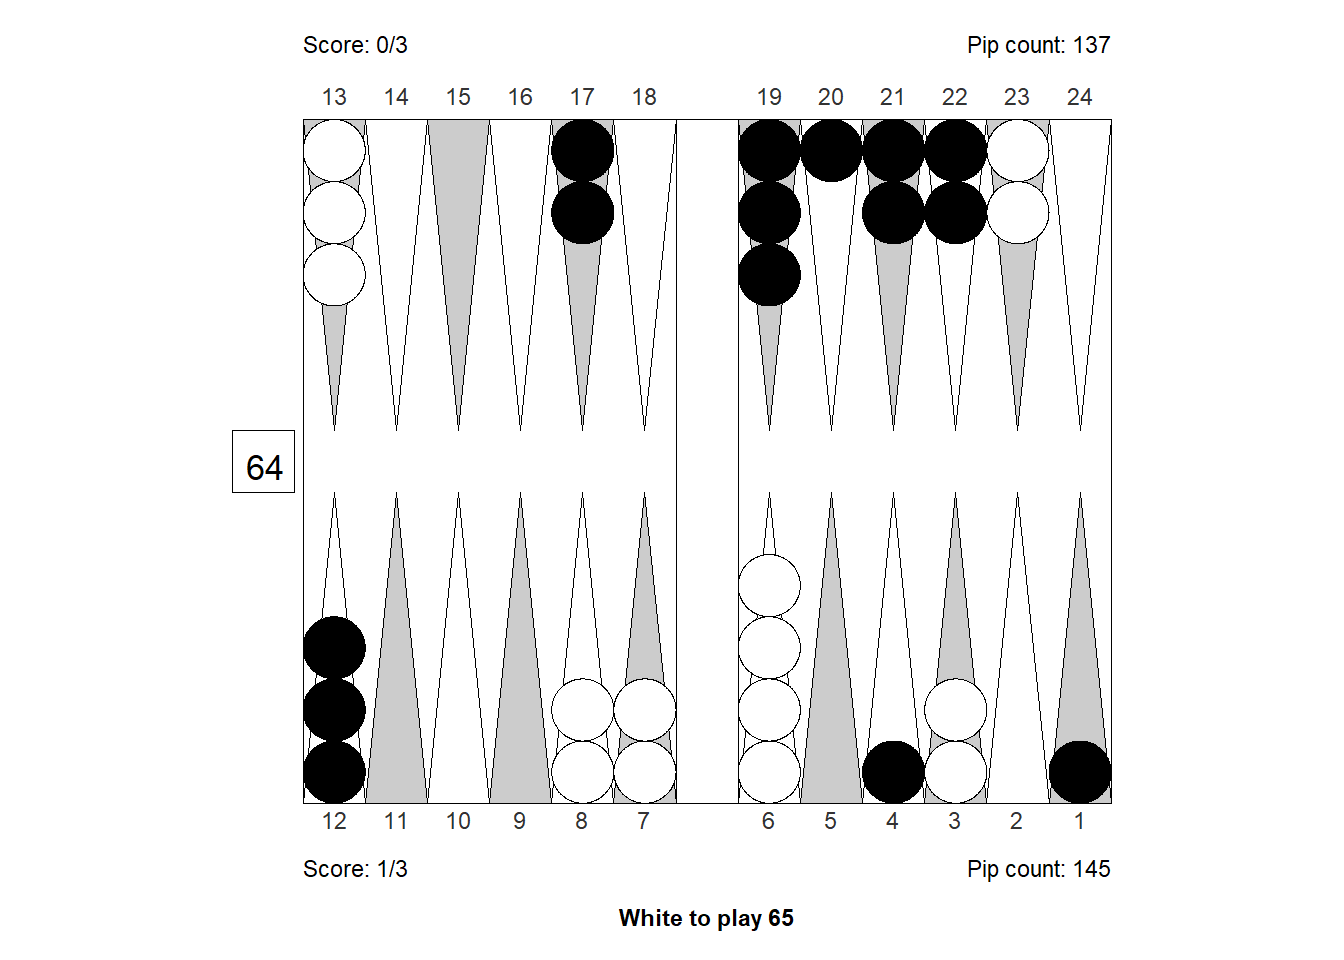 Score: 0/3 Pip count: 137
13 14 15 16 17 18 19 20 21 22 23 24
64
12 11 10 9 8 7 6 5 4 3 2 1
Score: 1/3 Pip count: 145
White to play 65